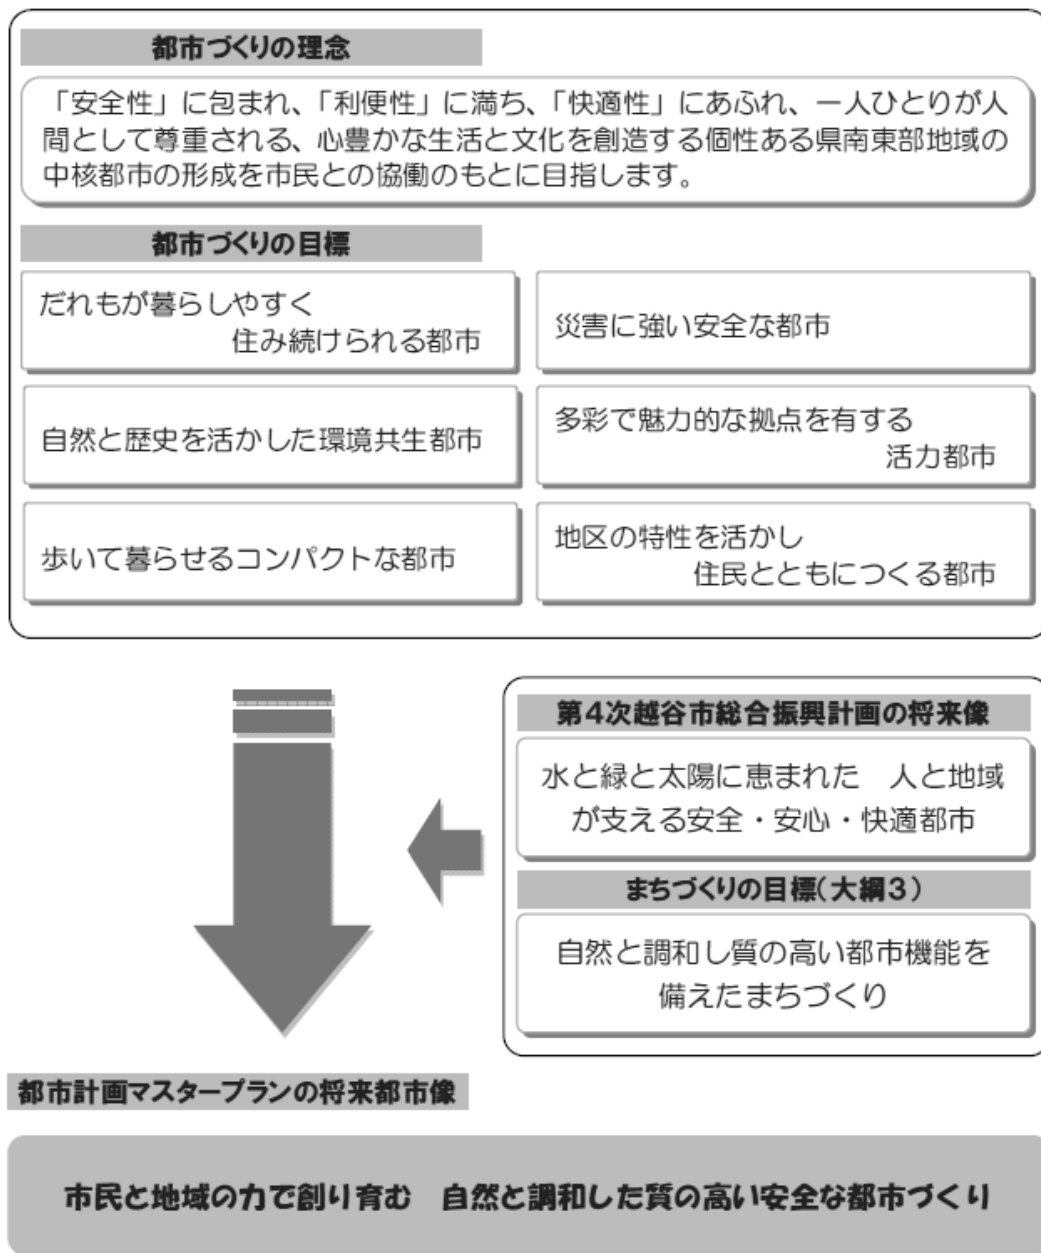 都市づくりの理念
「安全性」に包まれ、「利便性」に満ち、「快適性」にあふれ、一人ひとりが人
間として尊重される、心豊かな生活と文化を創造する個性ある県南東部地域の
中核都市の形成を市民との協働のもとに目指します。
都市づくりの目標
だれもが暮らしやすく
住み続けられる都市
災害に強い安全な都市
自然と歴史を活かした環境共生都市
多彩で魅力的な拠点を有する
活力都市
歩いて暮らせるコンパクトな都市
地区の特性を活かし
住民とともにつくる都市
第4次越谷市総合振興計画の将来像
水と緑と太陽に恵まれた　人と地域
が支える安全・安心・快適都市
まちづくりの目標(大綱3)
自然と調和し質の高い都市機能を
備えたまちづくり
都市計画マスタープランの将来都市像
市民と地域の力で創り育む　自然と調和した質の高い安全な都市づくり